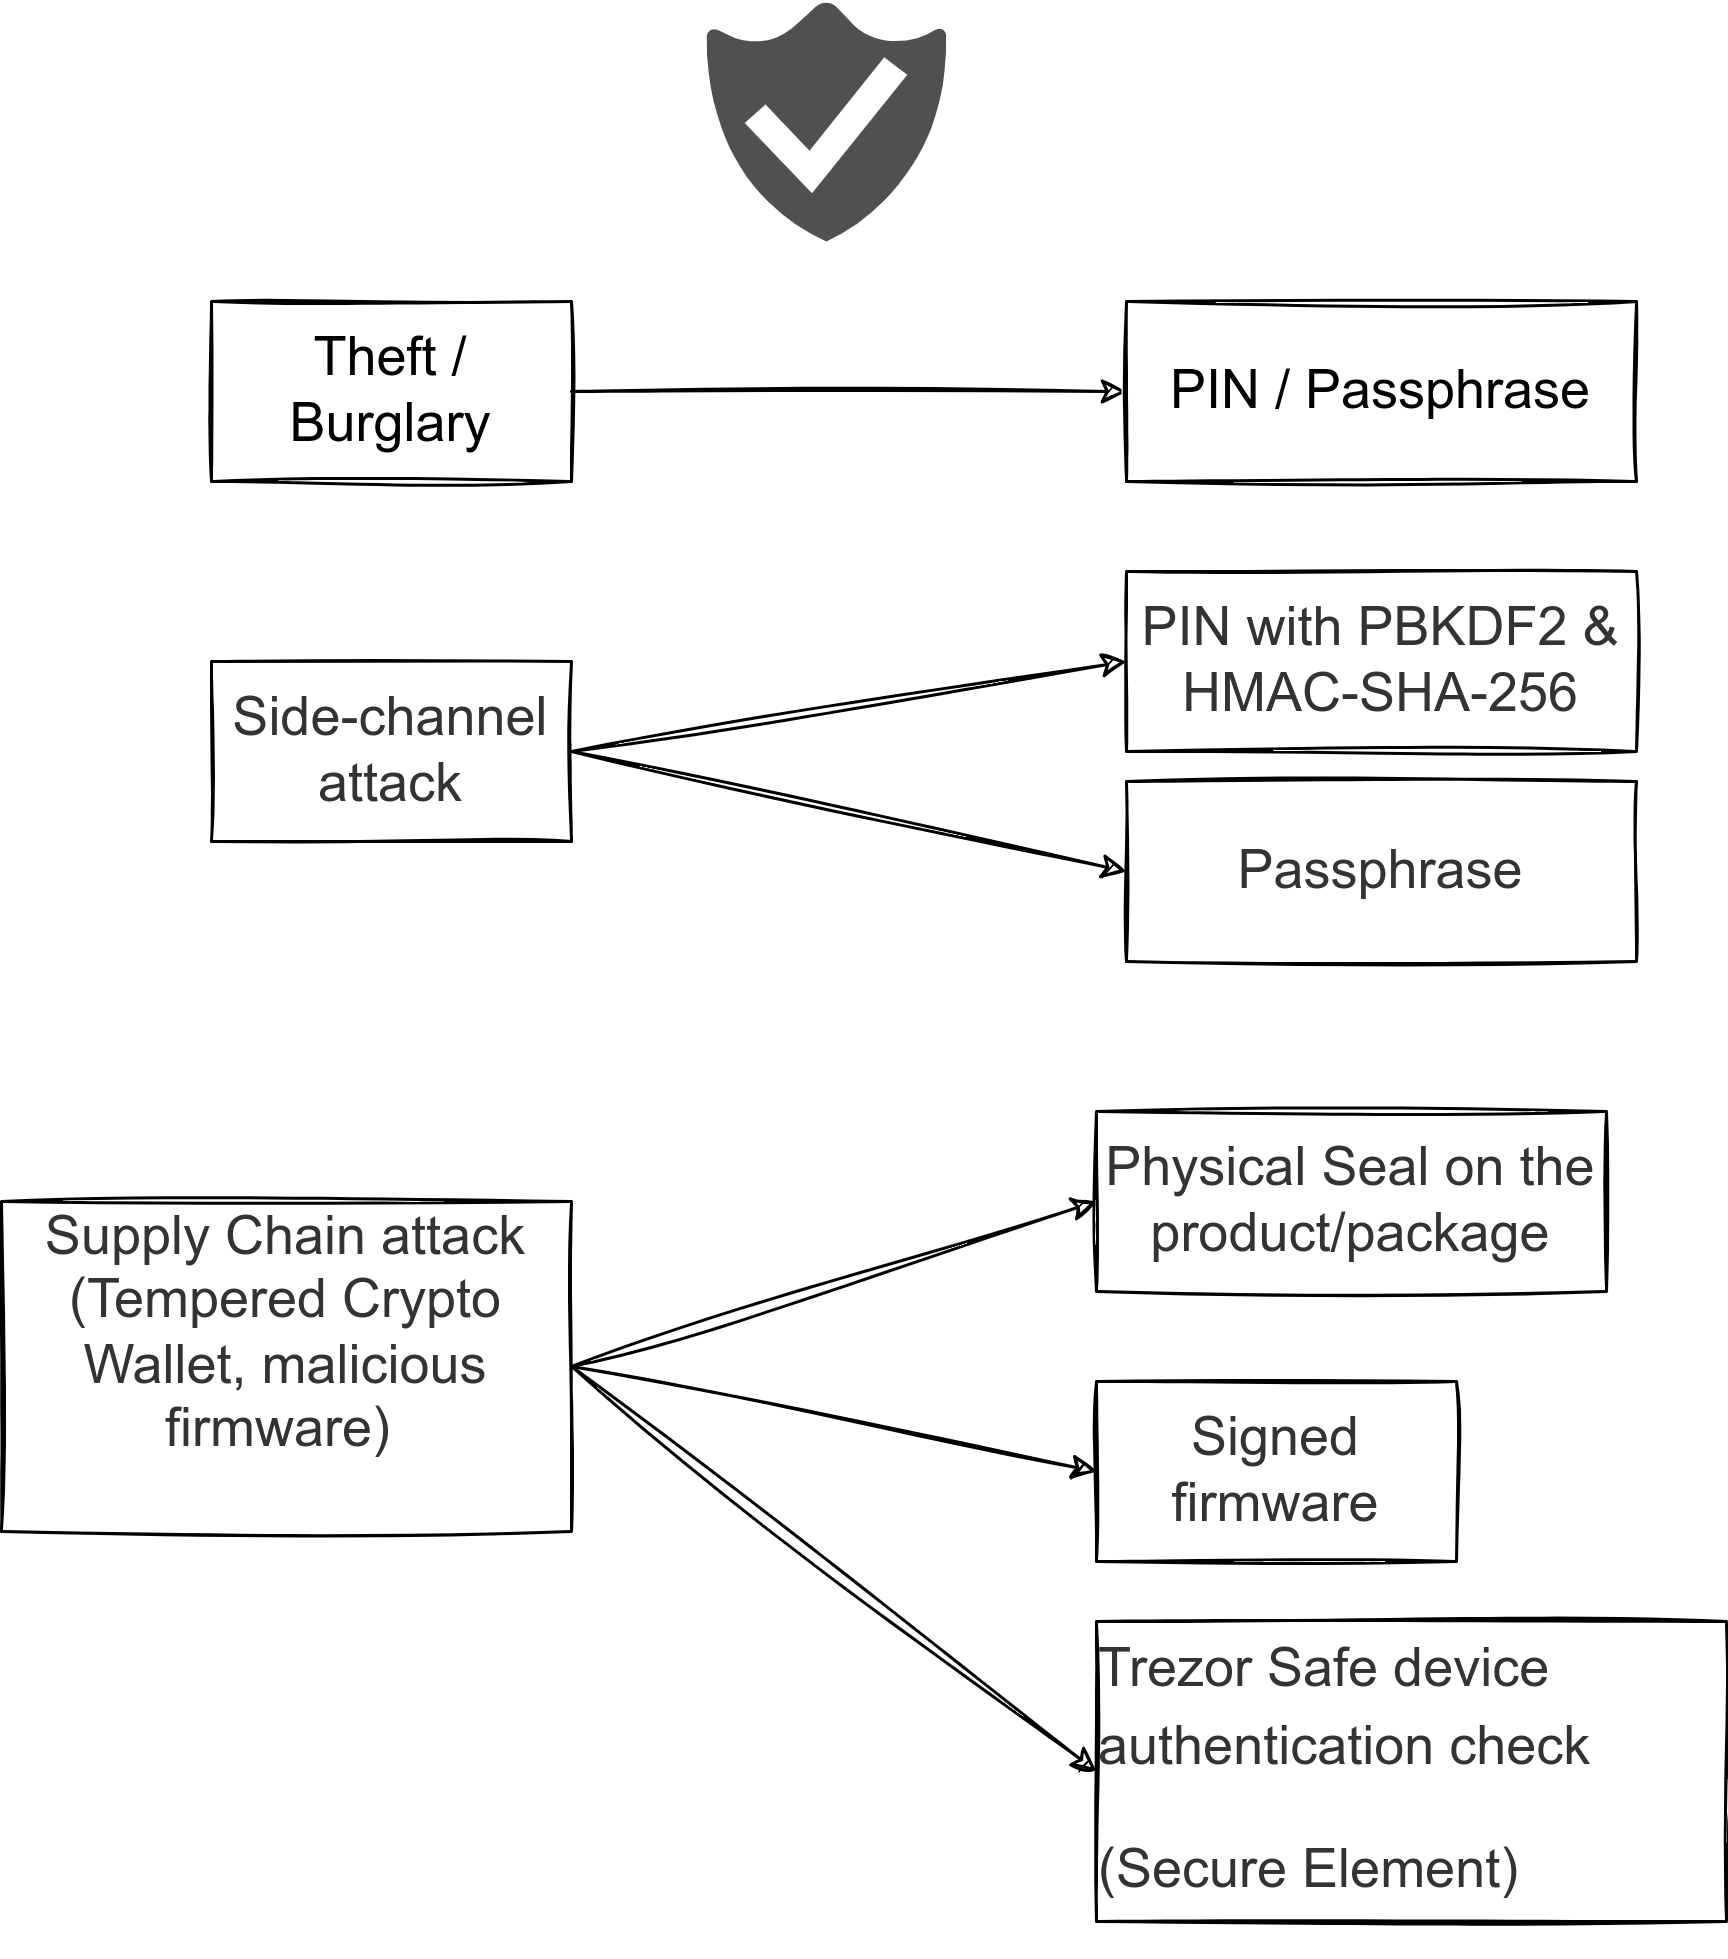 Theft /
Burglary
PIN / Passphrase
Side-channel
attack
PIN with PBKDF2 &
HMAC-SHA-256
Passphrase
Supply Chain attack
(Tempered Crypto
Wallet, malicious
firmware)
Physical Seal on the
product/package
Signed
firmware
Trezor Safe device
authentication check
(Secure Element)